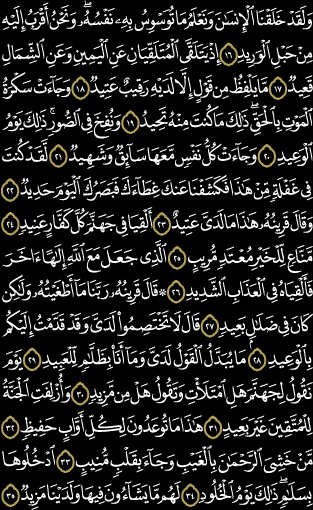 وَلَقَدْ خَلَقْنَا ٱلْإِنسَٰنَ وَنَعْلَمُ مَا تُوَسْوِسُ بِهِۦ نَفْسُهُۥ ۖ وَنَحْنُ أَقْرَبُ إِلَيْهِ
مِنْ حَبْلِ ٱلْوَرِيدِ ١٦ إِذْ يَتَلَقَّى ٱلْمُتَلَقِّيَانِ عَنِ ٱلْيَمِينِ وَعَنِ ٱلشِّمَالِ
قَعِيدٌ ١٧ مَّا يَلْفِظُ مِن قَوْلٍ إِلَّا لَدَيْهِ رَقِيبٌ عَتِيدٌ ١٨ وَجَآءَتْ سَكْرَةُ
ٱلْمَوْتِ بِٱلْحَقِّ ۖ ذَٰلِكَ مَا كُنتَ مِنْهُ تَحِيدُ ١٩ وَنُفِخَ فِى ٱلصُّورِ ۚ ذَٰلِكَ يَوْمُ
ٱلْوَعِيدِ ٢٠ وَجَآءَتْ كُلُّ نَفْسٍ مَّعَهَا سَآئِقٌ وَشَهِيدٌ ٢١ لَّقَدْ كُنتَ
فِى غَفْلَةٍ مِّنْ هَٰذَا فَكَشَفْنَا عَنكَ غِطَآءَكَ فَبَصَرُكَ ٱلْيَوْمَ حَدِيدٌ ٢٢
وَقَالَ قَرِينُهُۥ هَٰذَا مَا لَدَىَّ عَتِيدٌ ٢٣ أَلْقِيَا فِى جَهَنَّمَ كُلَّ كَفَّارٍ عَنِيدٍ ٢٤
مَّنَّاعٍ لِّلْخَيْرِ مُعْتَدٍ مُّرِيبٍ ٢٥ ٱلَّذِى جَعَلَ مَعَ ٱللَّهِ إِلَٰهًا ءَاخَرَ
فَأَلْقِيَاهُ فِى ٱلْعَذَابِ ٱلشَّدِيدِ ٢٦ ۞ قَالَ قَرِينُهُۥ رَبَّنَا مَآ أَطْغَيْتُهُۥ وَلَٰكِن
كَانَ فِى ضَلَٰلٍۭ بَعِيدٍ ٢٧ قَالَ لَا تَخْتَصِمُوا۟ لَدَىَّ وَقَدْ قَدَّمْتُ إِلَيْكُم
بِٱلْوَعِيدِ ٢٨ مَا يُبَدَّلُ ٱلْقَوْلُ لَدَىَّ وَمَآ أَنَا۠ بِظَلَّٰمٍ لِّلْعَبِيدِ ٢٩ يَوْمَ
نَقُولُ لِجَهَنَّمَ هَلِ ٱمْتَلَأْتِ وَتَقُولُ هَلْ مِن مَّزِيدٍ ٣٠ وَأُزْلِفَتِ ٱلْجَنَّةُ
لِلْمُتَّقِينَ غَيْرَ بَعِيدٍ ٣١ هَٰذَا مَا تُوعَدُونَ لِكُلِّ أَوَّابٍ حَفِيظٍ ٣٢
مَّنْ خَشِىَ ٱلرَّحْمَٰنَ بِٱلْغَيْبِ وَجَآءَ بِقَلْبٍ مُّنِيبٍ ٣٣ ٱدْخُلُوهَا
بِسَلَٰمٍ ۖ ذَٰلِكَ يَوْمُ ٱلْخُلُودِ ٣٤ لَهُم مَّا يَشَآءُونَ فِيهَا وَلَدَيْنَا مَزِيدٌ ٣٥